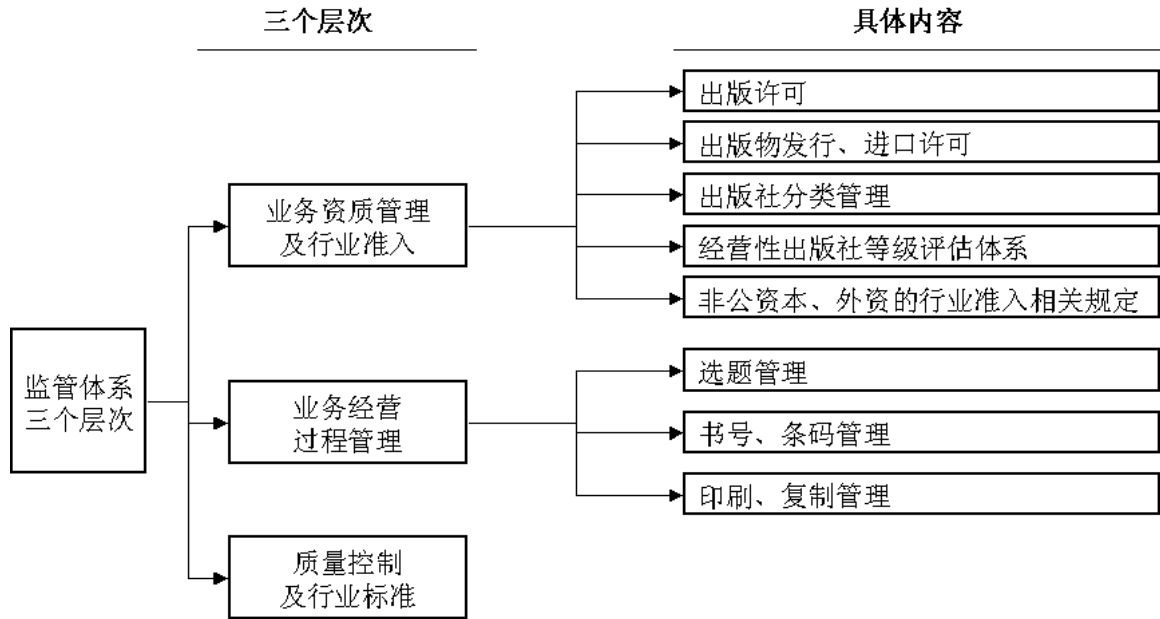 三个层次
具体内容
出版许可
出版物发行、进口许可
业务资质管理
及行业准入
出版社分类管理
经营性出版社等级评估体系
非公资本、外资的行业准入相关规定
监管体系
三个层次
业务经营
过程管理
选题管理
书号、条码管理
印刷、复制管理
质量控制
及行业标准